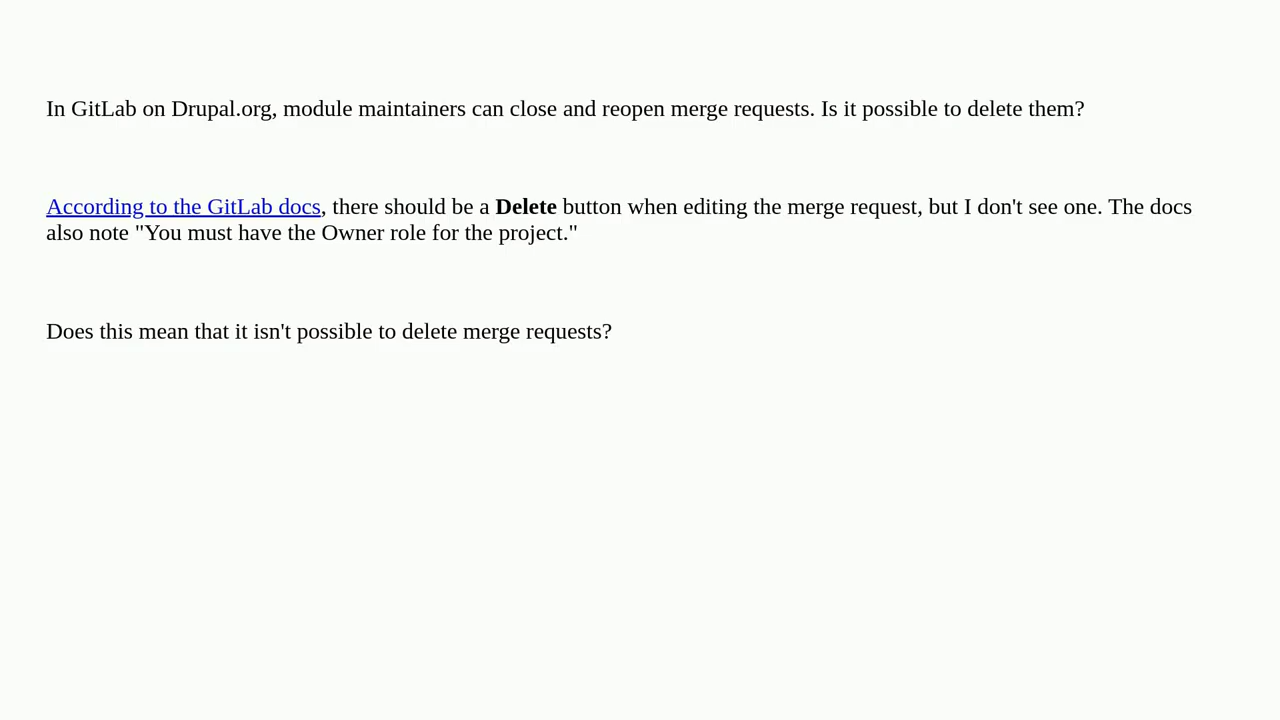 In GitLab on Drupal.org, module maintainers can close and reopen merge requests. Is it possible to delete them?
According to the GitLab docs, there should be a Delete button when editing the merge request, but I don't see one. The docs
also note "You must have the Owner role for the project."
Does this mean that it isn't possible to delete merge requests?